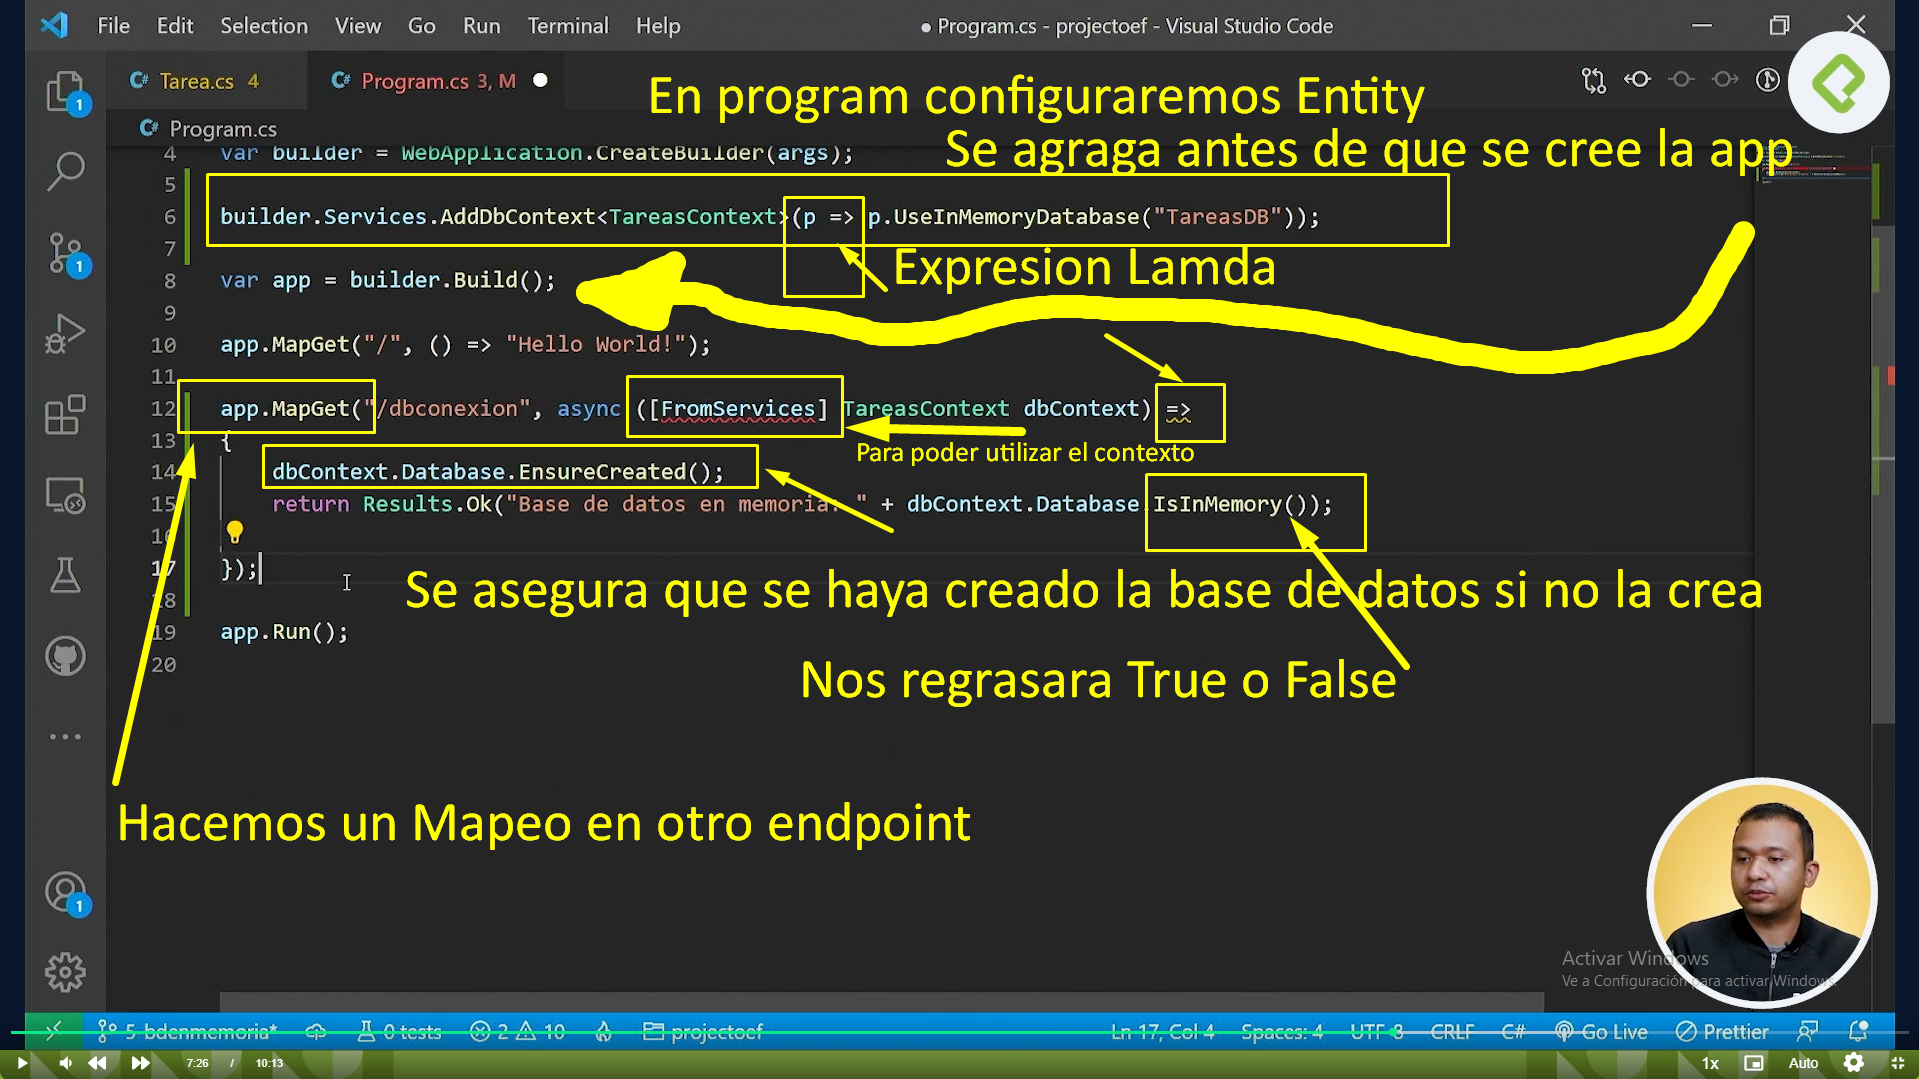 File Edit Selection View Go Run Terminal Help
● Program.cs - projectoef - Visual Studio Code
Tarea.cs 4
Program.cs 3, M
En program configuraremos Entity
Program.cs
Se agraga antes de que se cree la app
4 var builder = WebApplication.CreateBuilder(args);
5
6 builder.Services.AddDbContext<TareasContext>(p => p.UseInMemoryDatabase("TareasDB"));
7
Expresion Lamda
8 var app = builder.Build();
9
10 app.MapGet("/", () => "Hello World!");
11
12 app.MapGet("/dbconexion", async ([FromServices] TareasContext dbContext) =>
13 {
Para poder utilizar el contexto
14 dbContext.Database.EnsureCreated();
15 return Results.Ok("Base de datos en memoria: " + dbContext.Database.IsInMemory());
16
17 });
Se asegura que se haya creado la base de datos si no la crea
18
19 app.Run();
20
Nos regrasara True o False
Hacemos un Mapeo en otro endpoint
1
1
1
Activar Windows
Ve a Configuración para activar Windows.
5-bdenmemoria* 0 tests 2 10 projectoef
Ln 17, Col 4 Spaces: 4 UTF-8 CRLF C# Go Live Prettier
7:26 / 10:13
1x Auto